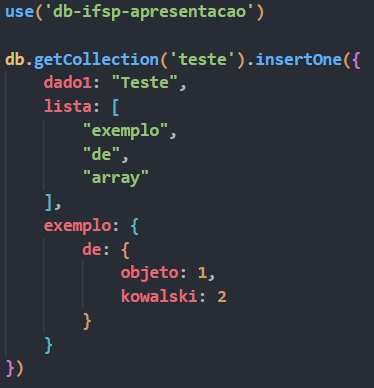 use('db-ifsp-apresentacao')
db.getCollection('teste').insertOne({
    dado1: "Teste",
    lista: [
        "exemplo",
        "de",
        "array"
    ],
    exemplo: {
        de: {
            objeto: 1,
            kowalski: 2
        }
    }
})